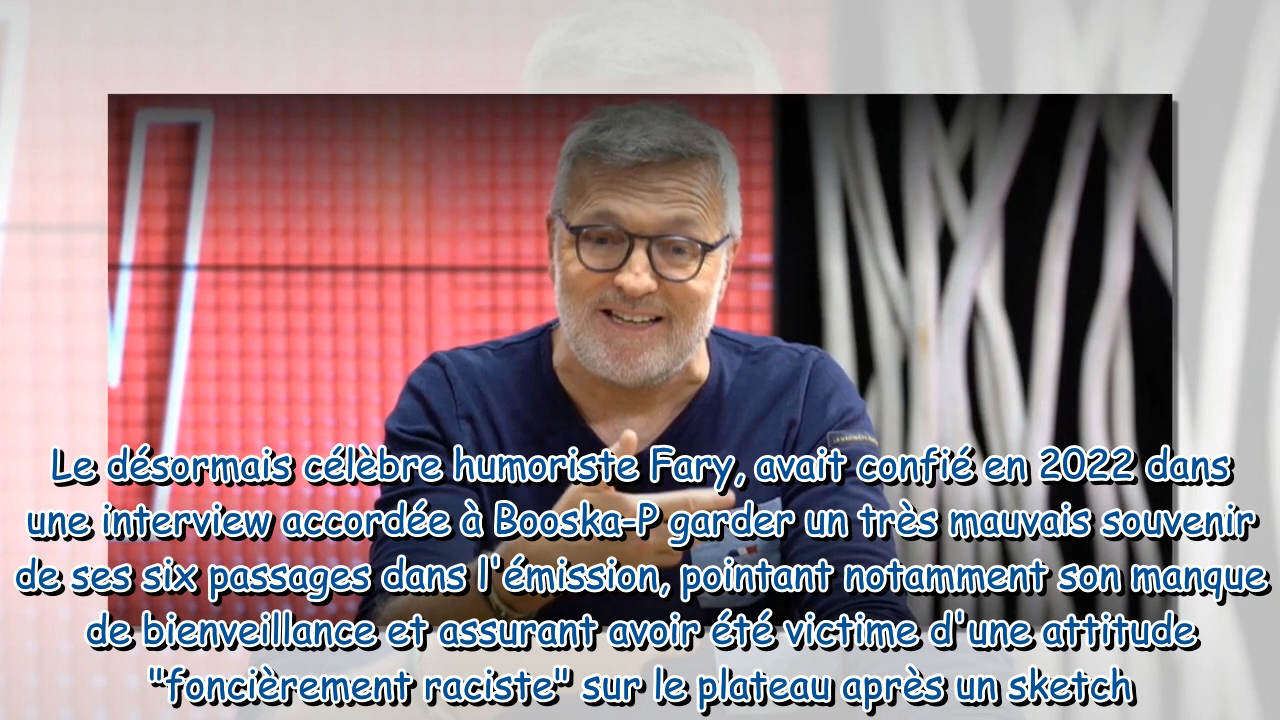 Le désormais célèbre humoriste Fary, avait confié en 2022 dans
une interview accordée à Booska-P garder un très mauvais souvenir
de ses six passages dans l'émission, pointant notamment son manque
de bienveillance et assurant avoir été victime d'une attitude
"foncièrement raciste" sur le plateau après un sketch